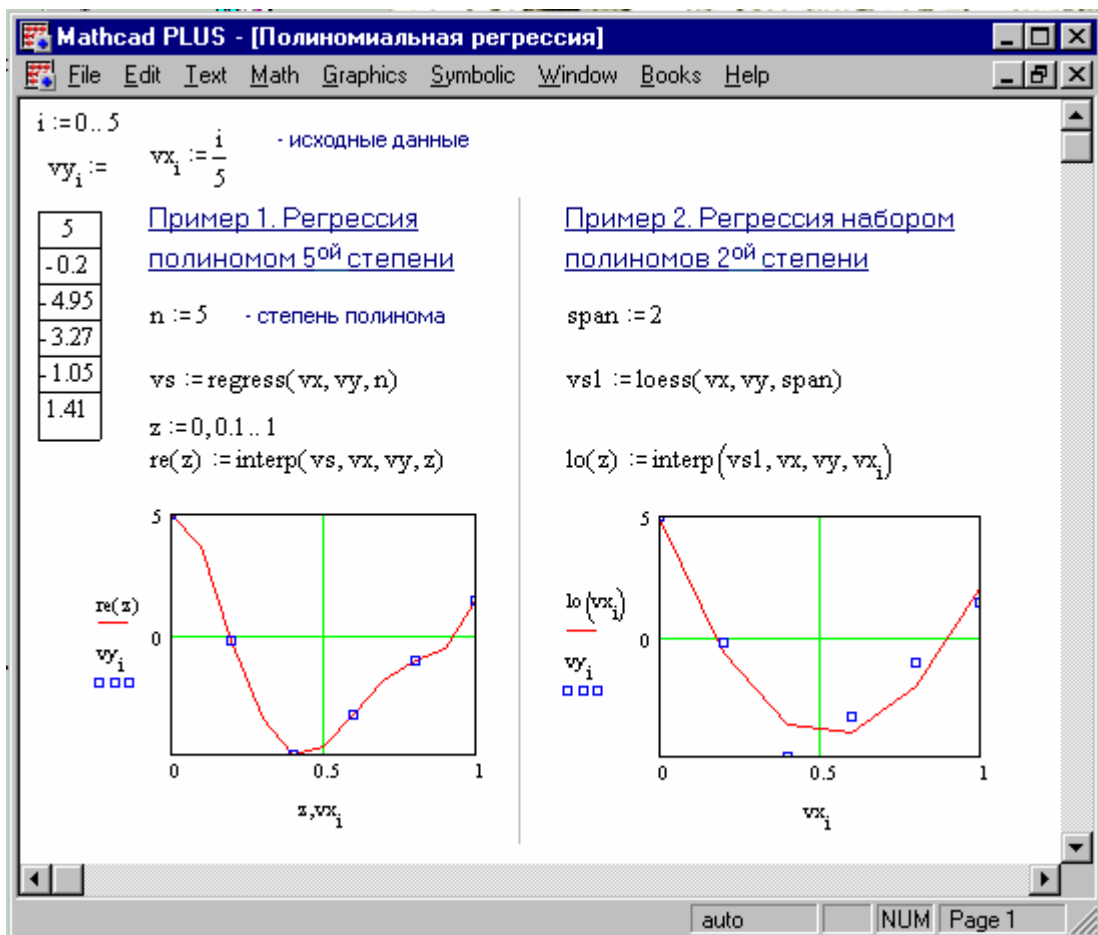 Mathcad PLUS - [Полиномиальная регрессия]
File Edit Text Math Graphics Symbolic Window Books Help
i := 0 .. 5
vy_i :=
vx_i := i/5
- исходные данные
5
-0.2
-4.95
-3.27
-1.05
1.41
Пример 1. Регрессия
полиномом 5ой степени
n := 5 - степень полинома
vs := regress(vx, vy, n)
z := 0, 0.1 .. 1
re(z) := interp(vs, vx, vy, z)
5
0
re(z)
vy_i
0 0.5 1
z,vx_i
Пример 2. Регрессия набором
полиномов 2ой степени
span := 2
vs1 := loess(vx, vy, span)
lo(z) := interp(vs1, vx, vy, vx_i)
5
0
lo(vx_i)
vy_i
0 0.5 1
vx_i
auto NUM Page 1